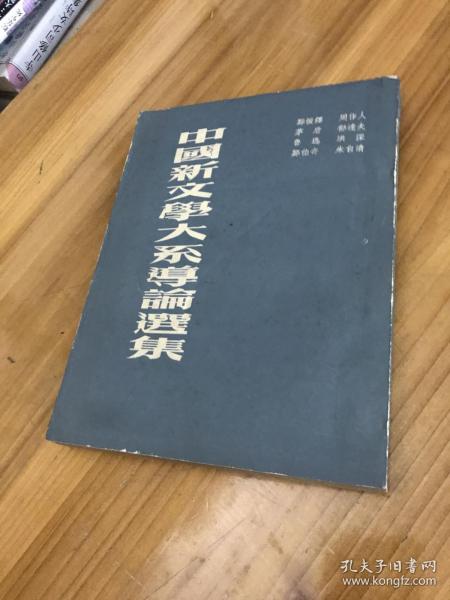 周作人
郁達夫
洪深
朱自清
鄭振鐸
茅盾
魯迅
鄭伯奇
中國新文學大系導論選集
孔夫子旧书网
www.kongfz.com